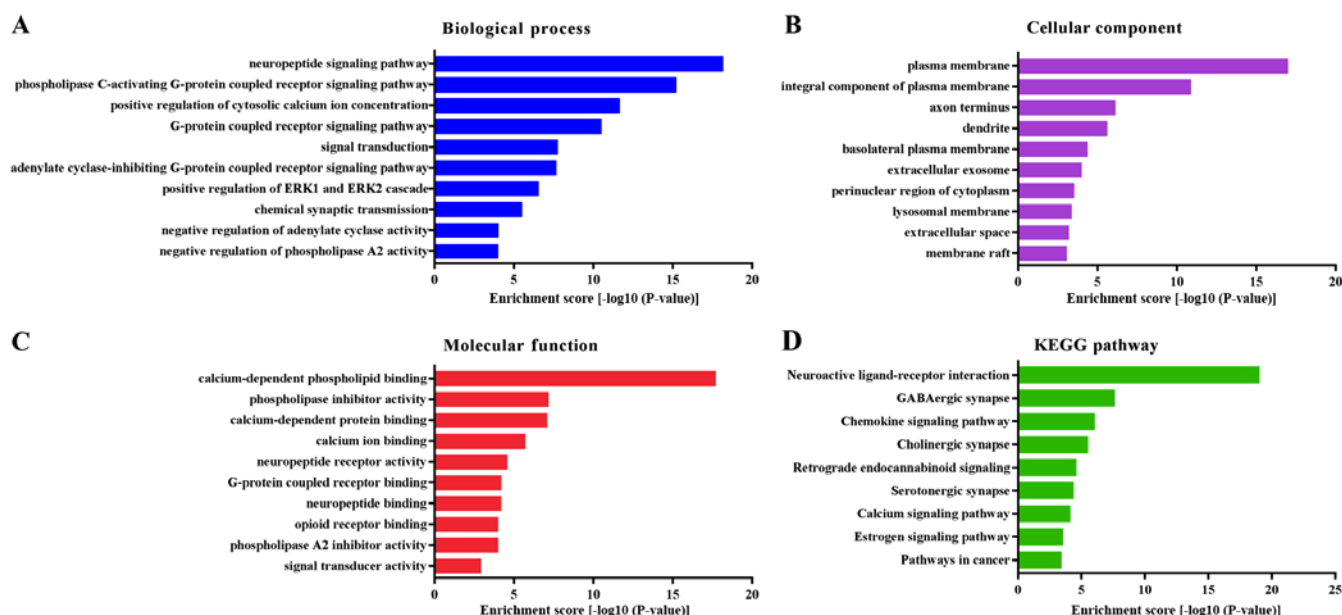 A
Biological process
neuropeptide signaling pathway
phospholipase C-activating G-protein coupled receptor signaling pathway
positive regulation of cytosolic calcium ion concentration
G-protein coupled receptor signaling pathway
signal transduction
adenylate cyclase-inhibiting G-protein coupled receptor signaling pathway
positive regulation of ERK1 and ERK2 cascade
chemical synaptic transmission
negative regulation of adenylate cyclase activity
negative regulation of phospholipase A2 activity
0 5 10 15 20
Enrichment score [-log10 (P-value)]
B
Cellular component
plasma membrane
integral component of plasma membrane
axon terminus
dendrite
basolateral plasma membrane
extracellular exosome
perinuclear region of cytoplasm
lysosomal membrane
extracellular space
membrane raft
0 5 10 15 20
Enrichment score [-log10 (P-value)]
C
Molecular function
calcium-dependent phospholipid binding
phospholipase inhibitor activity
calcium-dependent protein binding
calcium ion binding
neuropeptide receptor activity
G-protein coupled receptor binding
neuropeptide binding
opioid receptor binding
phospholipase A2 inhibitor activity
signal transducer activity
0 5 10 15 20
Enrichment score [-log10 (P-value)]
D
KEGG pathway
Neuroactive ligand-receptor interaction
GABAergic synapse
Chemokine signaling pathway
Cholinergic synapse
Retrograde endocannabinoid signaling
Serotonergic synapse
Calcium signaling pathway
Estrogen signaling pathway
Pathways in cancer
0 5 10 15 20 25
Enrichment score [-log10 (P-value)]